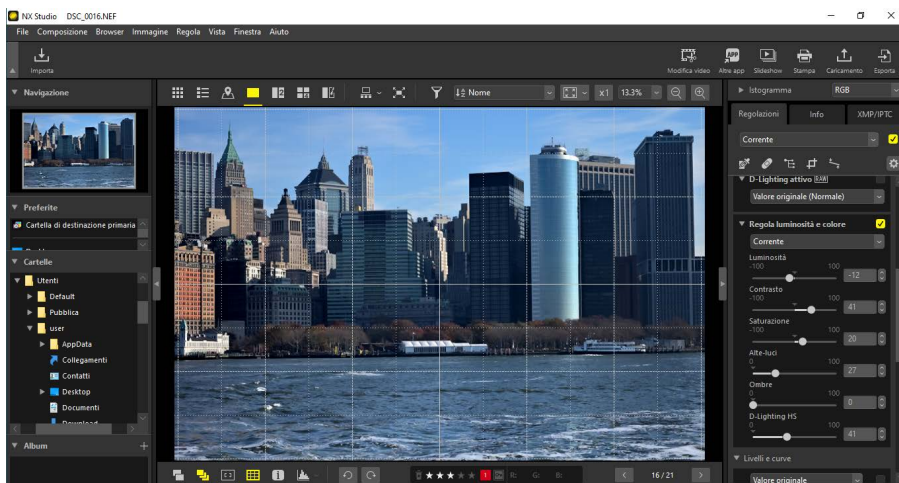 NX Studio DSC_0016.NEF
File Composizione Browser Immagine Regola Vista Finestra Aiuto
Importa
Modifica video Altre app Slideshow Stampa Caricamento Esporta
Navigazione
Nome
x1 13.3%
Istogramma RGB
Regolazioni Info XMP/IPTC
Corrente
D-Lighting attivo RAW
Valore originale (Normale)
Preferite
Cartella di destinazione primaria
Regola luminosità e colore
Corrente
Cartelle
Utenti
Default
Pubblica
user
AppData
Collegamenti
Contatti
Desktop
Documenti
Download
Album
Luminosità
-100 100
-12
Contrasto
-100 100
41
Saturazione
-100 100
20
Alte-luci
0 100
27
Ombre
0 100
0
D-Lighting HS
0 100
41
Livelli e curve
Valore originale
1
R: G: B:
16/21